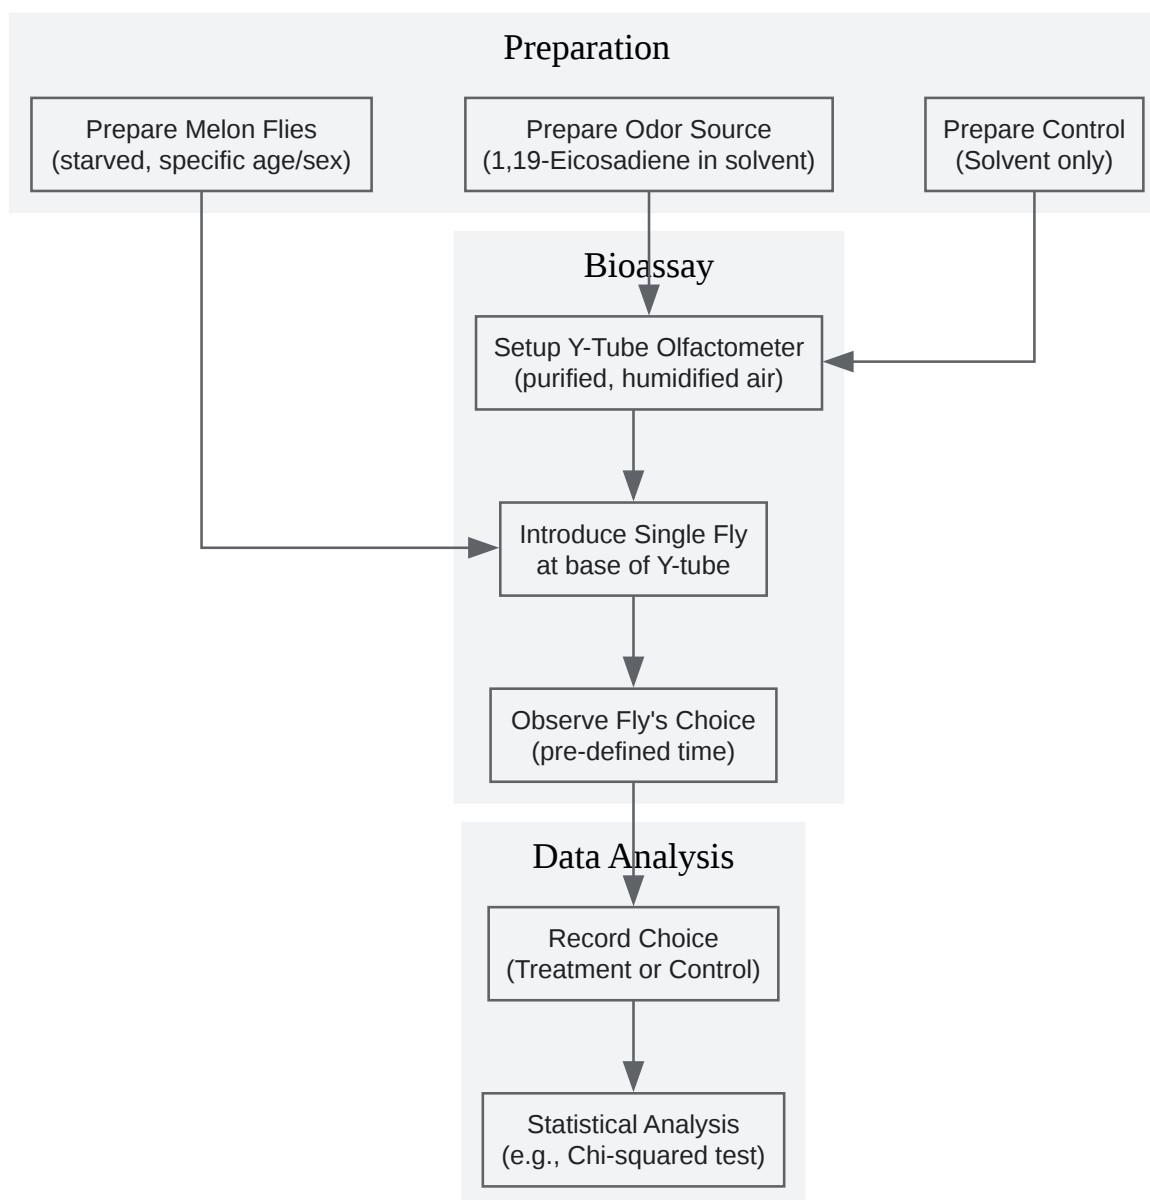 Preparation
Prepare Melon Flies
(starved, specific age/sex)
Prepare Odor Source
(1,19-Eicosadiene in solvent)
Prepare Control
(Solvent only)
Bioassay
Setup Y-Tube Olfactometer
(purified, humidified air)
Introduce Single Fly
at base of Y-tube
Observe Fly's Choice
(pre-defined time)
Data Analysis
Record Choice
(Treatment or Control)
Statistical Analysis
(e.g., Chi-squared test)